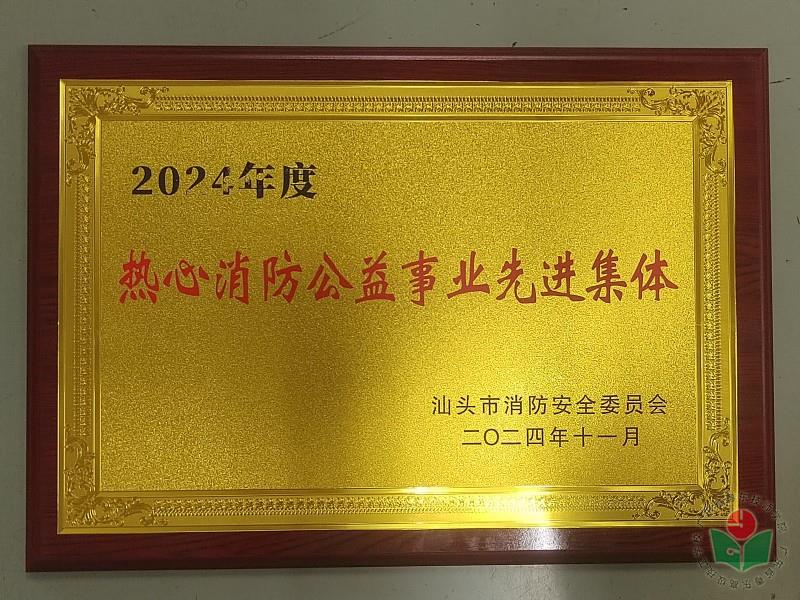 2024年度
热心消防公益事业先进集体
汕头市消防安全委员会
二〇二四年十一月